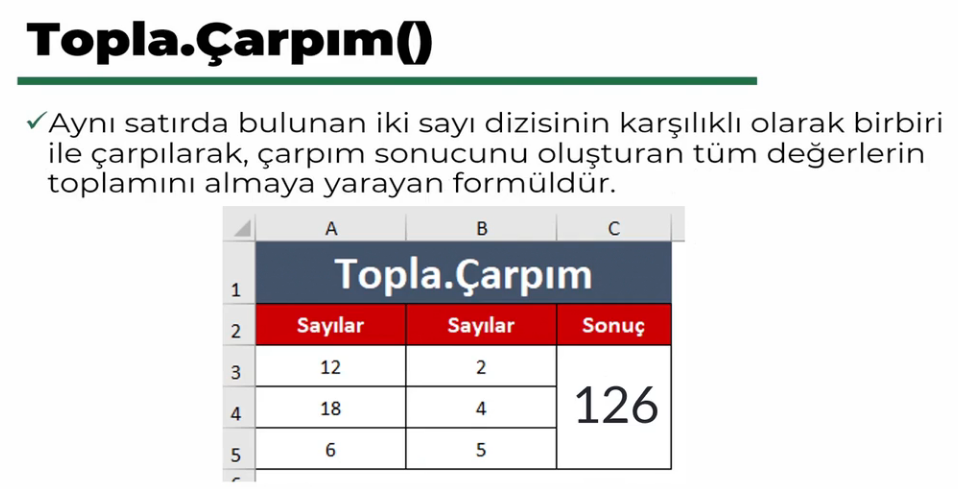 Topla.Çarpım()
✓Aynı satırda bulunan iki sayı dizisinin karşılıklı olarak birbiri
ile çarpılarak, çarpım sonucunu oluşturan tüm değerlerin
toplamını almaya yarayan formüldür.
A B C
1 Topla.Çarpım
2 Sayılar Sayılar Sonuç
3 12 2
4 18 4 126
5 6 5